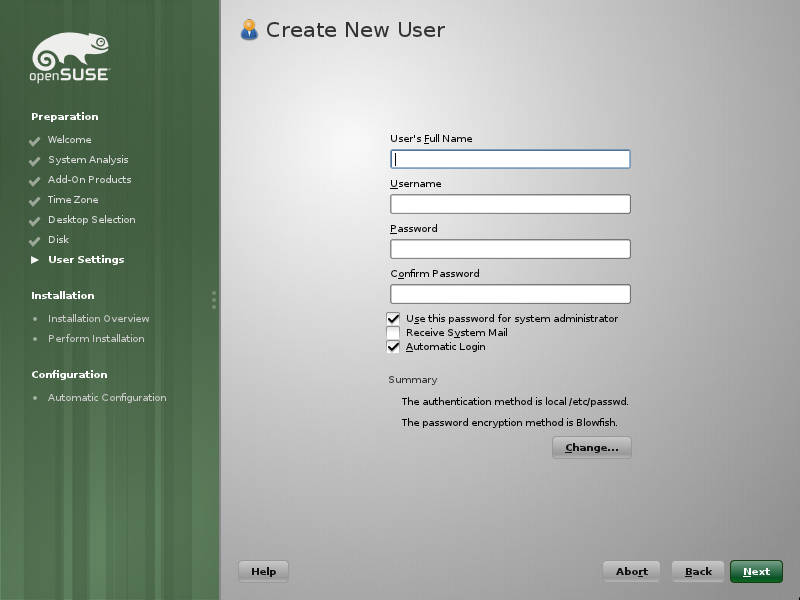 openSUSE
Preparation
Welcome
System Analysis
Add-On Products
Time Zone
Desktop Selection
Disk
User Settings
Installation
Installation Overview
Perform Installation
Configuration
Automatic Configuration
Create New User
User's Full Name
Username
Password
Confirm Password
Use this password for system administrator
Receive System Mail
Automatic Login
Summary
The authentication method is local /etc/passwd.
The password encryption method is Blowfish.
Change...
Help
Abort
Back
Next